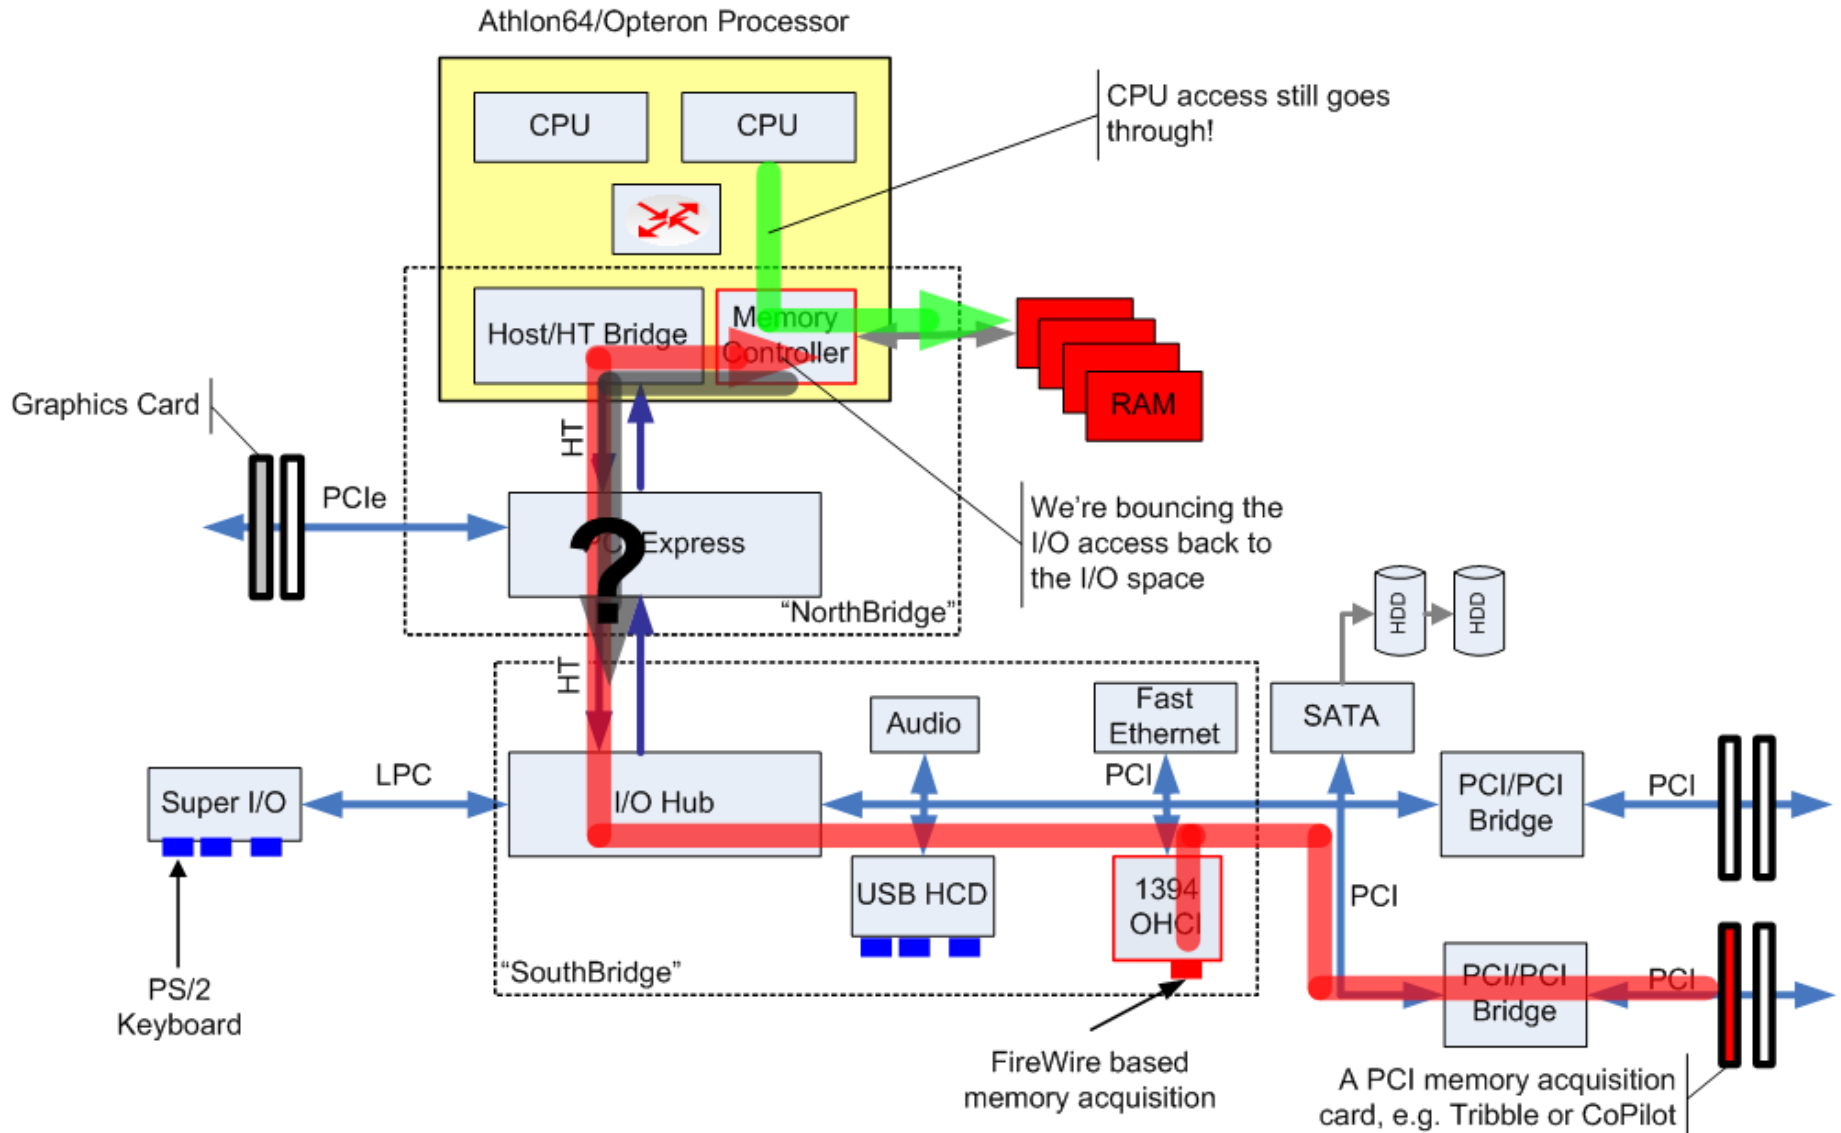 Athlon64/Opteron Processor
CPU
CPU
CPU access still goes
through!
Host/HT Bridge
Memory
Controller
RAM
Graphics Card
HT
PCIe
We're bouncing the
I/O access back to
the I/O space
?
Express
"NorthBridge"
HDD
HDD
HT
Audio
Fast
Ethernet
SATA
Super I/O
LPC
I/O Hub
PCI
PCI/PCI
Bridge
PCI
USB HCD
1394
OHCI
PCI
"SouthBridge"
PCI/PCI
Bridge
PCI
PS/2
Keyboard
FireWire based
memory acquisition
A PCI memory acquisition
card, e.g. Tribble or CoPilot